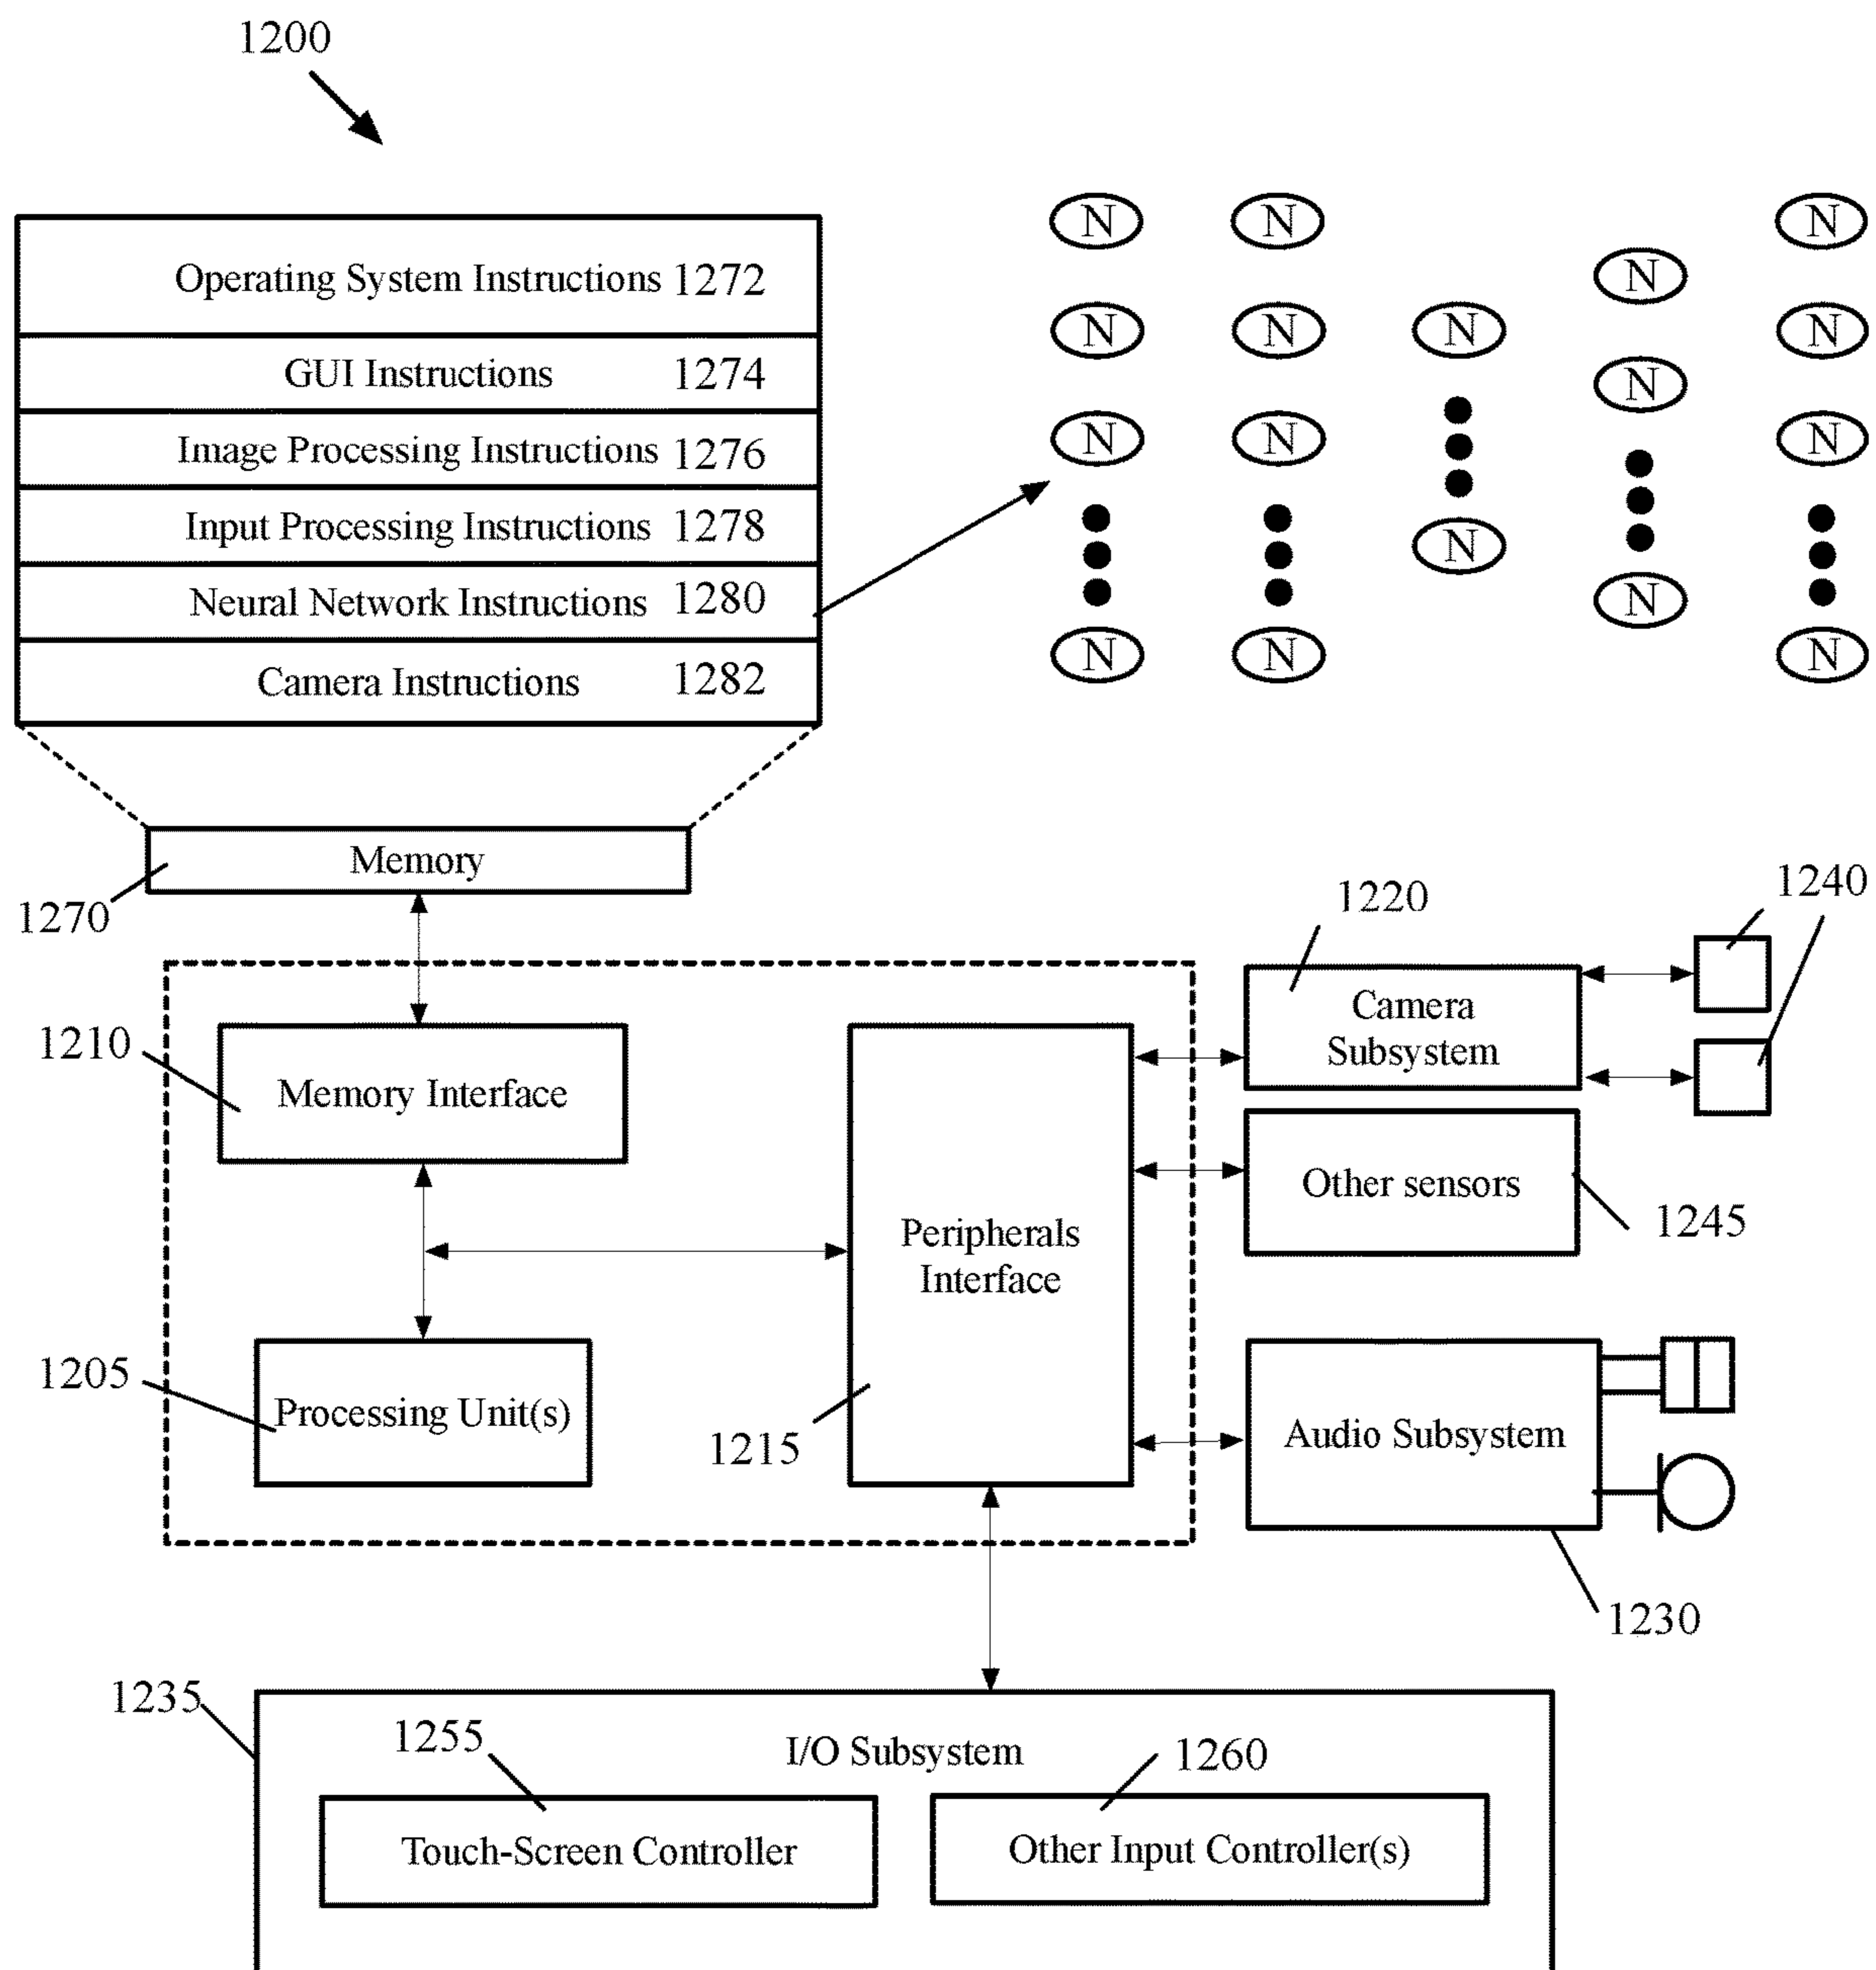 1200
N N N
N
Operating System Instructions 1272
N N N N
GUI Instructions 1274
N
Image Processing Instructions 1276
N N N
Input Processing Instructions 1278
N
Neural Network Instructions 1280
N
Camera Instructions 1282
N N N
Memory
1270
1220
1240
Camera
Subsystem
1210
Memory Interface
Other sensors
1245
Peripherals
Interface
1205
Processing Unit(s)
1215
Audio Subsystem
1230
1235
1255
I/O Subsystem
1260
Touch-Screen Controller
Other Input Controller(s)